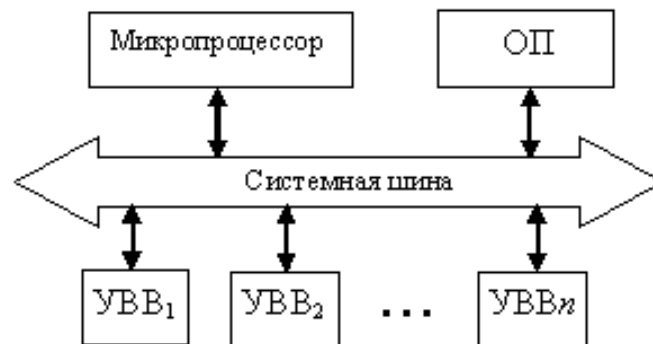 Микропроцессор
ОП
Системная шина
УВВ1
УВВ2
...
УВВn